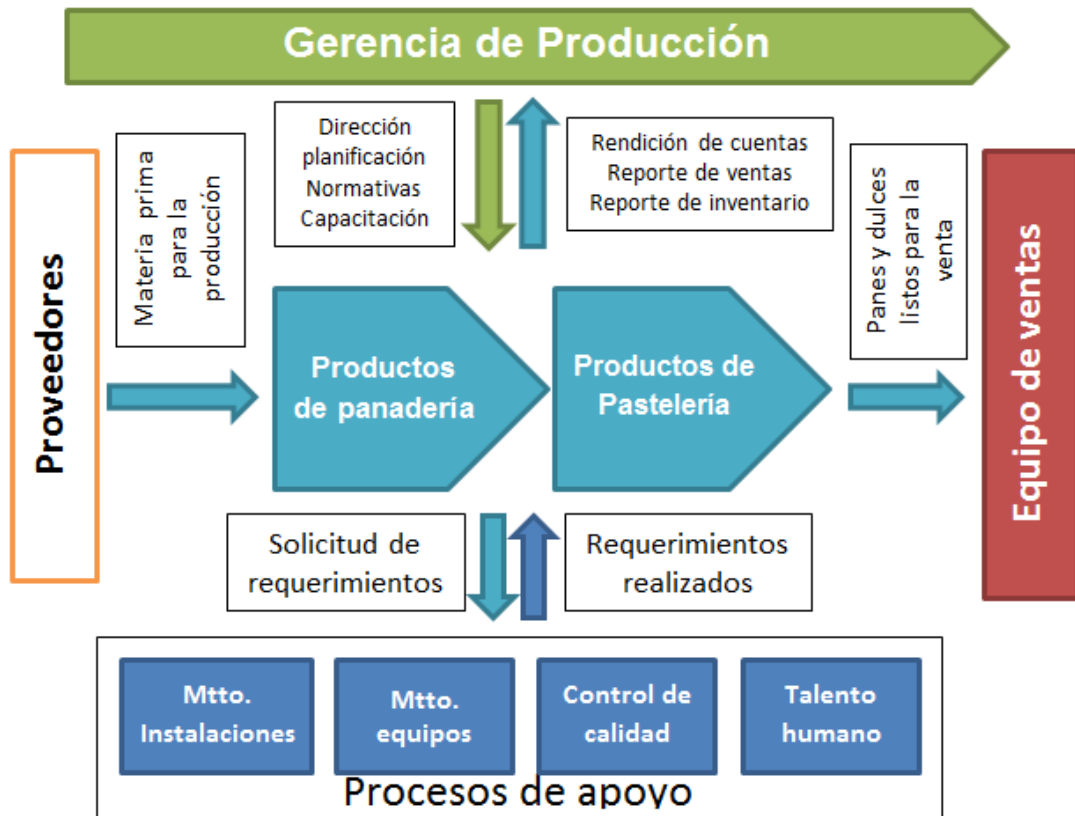 Gerencia de Producción
Dirección
planificación
Normativas
Capacitación
Rendición de cuentas
Reporte de ventas
Reporte de inventario
Proveedores
Materia prima
para la
producción
Productos
de panadería
Productos de
Pastelería
Panes y dulces
listos para la
venta
Equipo de ventas
Solicitud de
requerimientos
Requerimientos
realizados
Mtto.
Instalaciones
Mtto.
equipos
Control de
calidad
Talento
humano
Procesos de apoyo